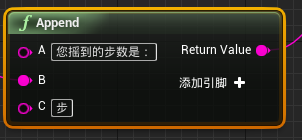 f Append
A 您摇到的步数是：
Return Value
B
添加引脚 +
C 步